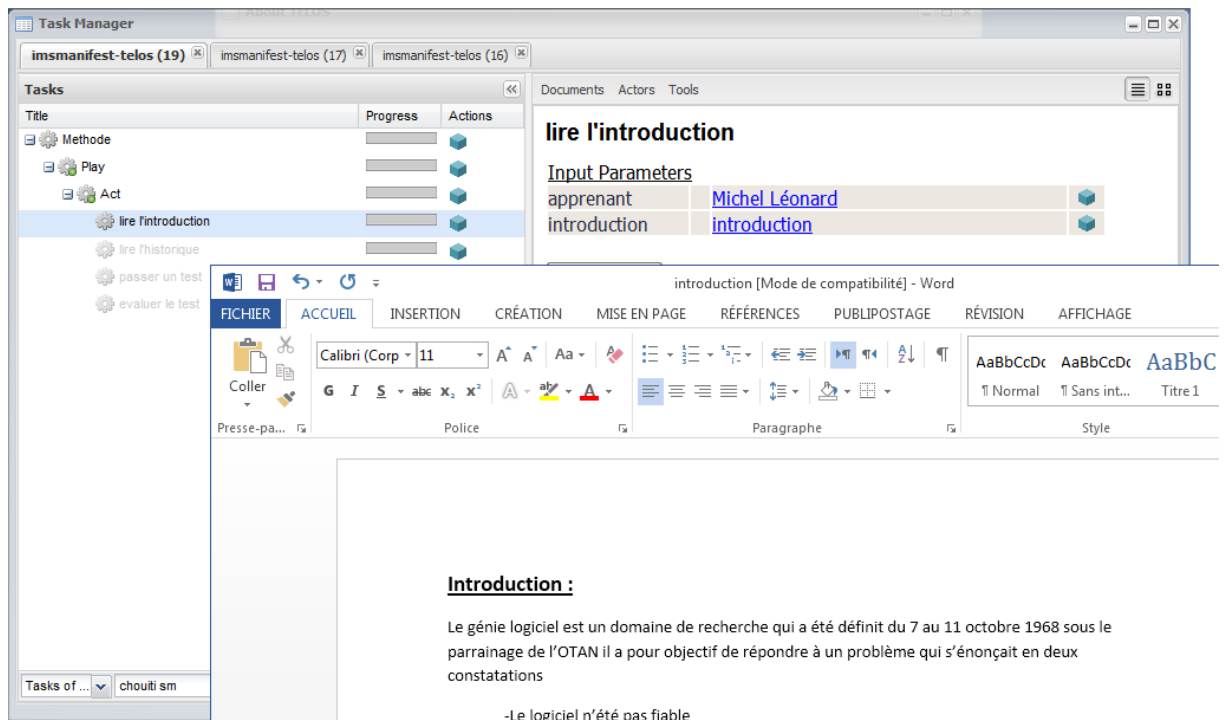 About TELOS
Task Manager
imsmanifest-telos (19) imsmanifest-telos (17) imsmanifest-telos (16)
Tasks
Title Progress Actions
Methode
Play
Act
lire l'introduction
lire l'historique
passer un test
evaluer le test
Tasks of ... chouiti sm
Documents Actors Tools
lire l'introduction
Input Parameters
apprenant Michel Léonard
introduction introduction
introduction [Mode de compatibilité] - Word
FICHIER ACCUEIL INSERTION CRÉATION MISE EN PAGE RÉFÉRENCES PUBLIPOSTAGE RÉVISION AFFICHAGE
Coller
Calibri (Corp 11 A A Aa
G I S abc X₂ X² A ab A
AaBbCcDc AaBbCcDc AaBbC
¶ Normal ¶ Sans int... Titre 1
Presse-pa... Police Paragraphe Style
Introduction :
Le génie logiciel est un domaine de recherche qui a été définit du 7 au 11 octobre 1968 sous le
parrainage de l'OTAN il a pour objectif de répondre à un problème qui s'énonçait en deux
constatations
-Le logiciel n'été pas fiable